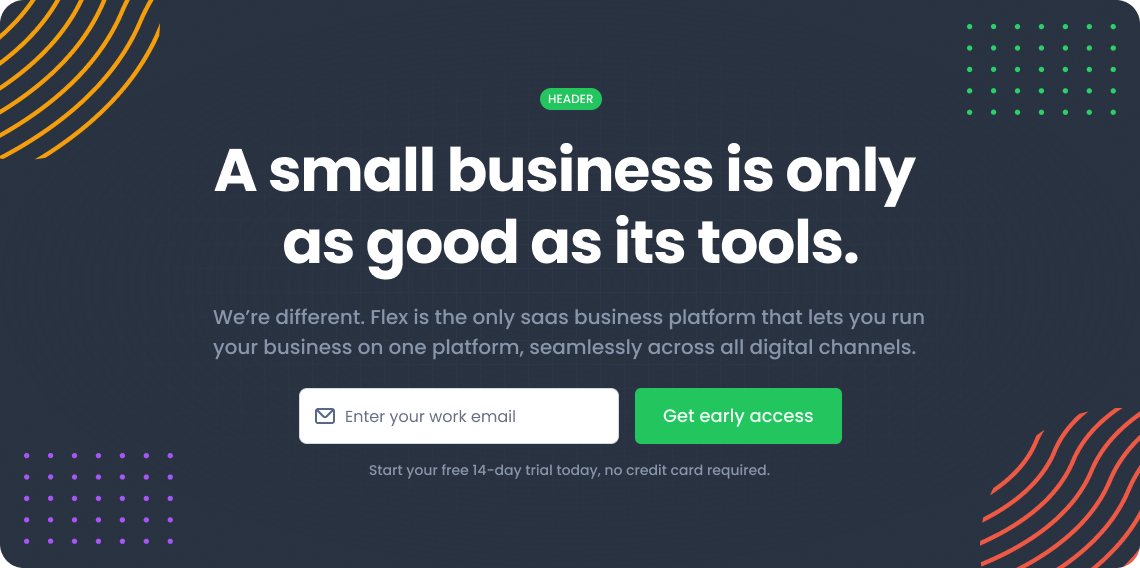 HEADER
A small business is only
as good as its tools.
We’re different. Flex is the only saas business platform that lets you run
your business on one platform, seamlessly across all digital channels.
Enter your work email
Get early access
Start your free 14-day trial today, no credit card required.